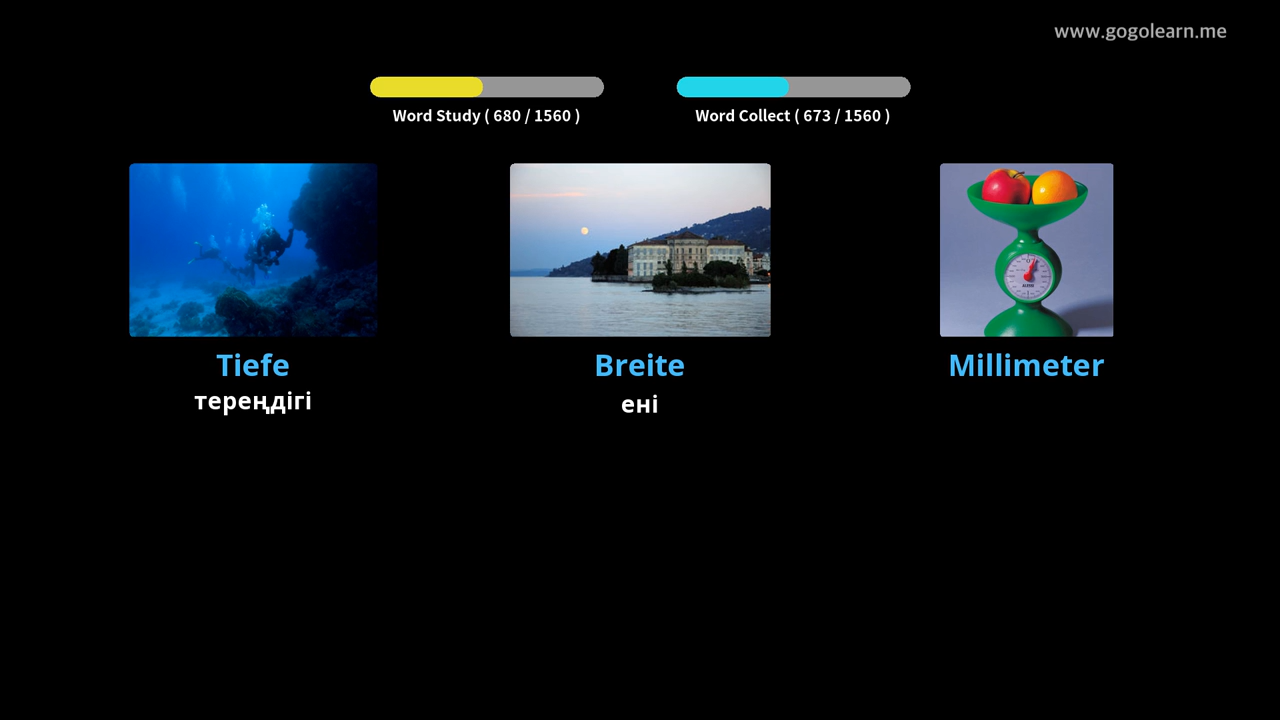 www.gogolearn.me
Word Study ( 680 / 1560 )
Word Collect ( 673 / 1560 )
Tiefe
тереңдігі
Breite
ені
Millimeter